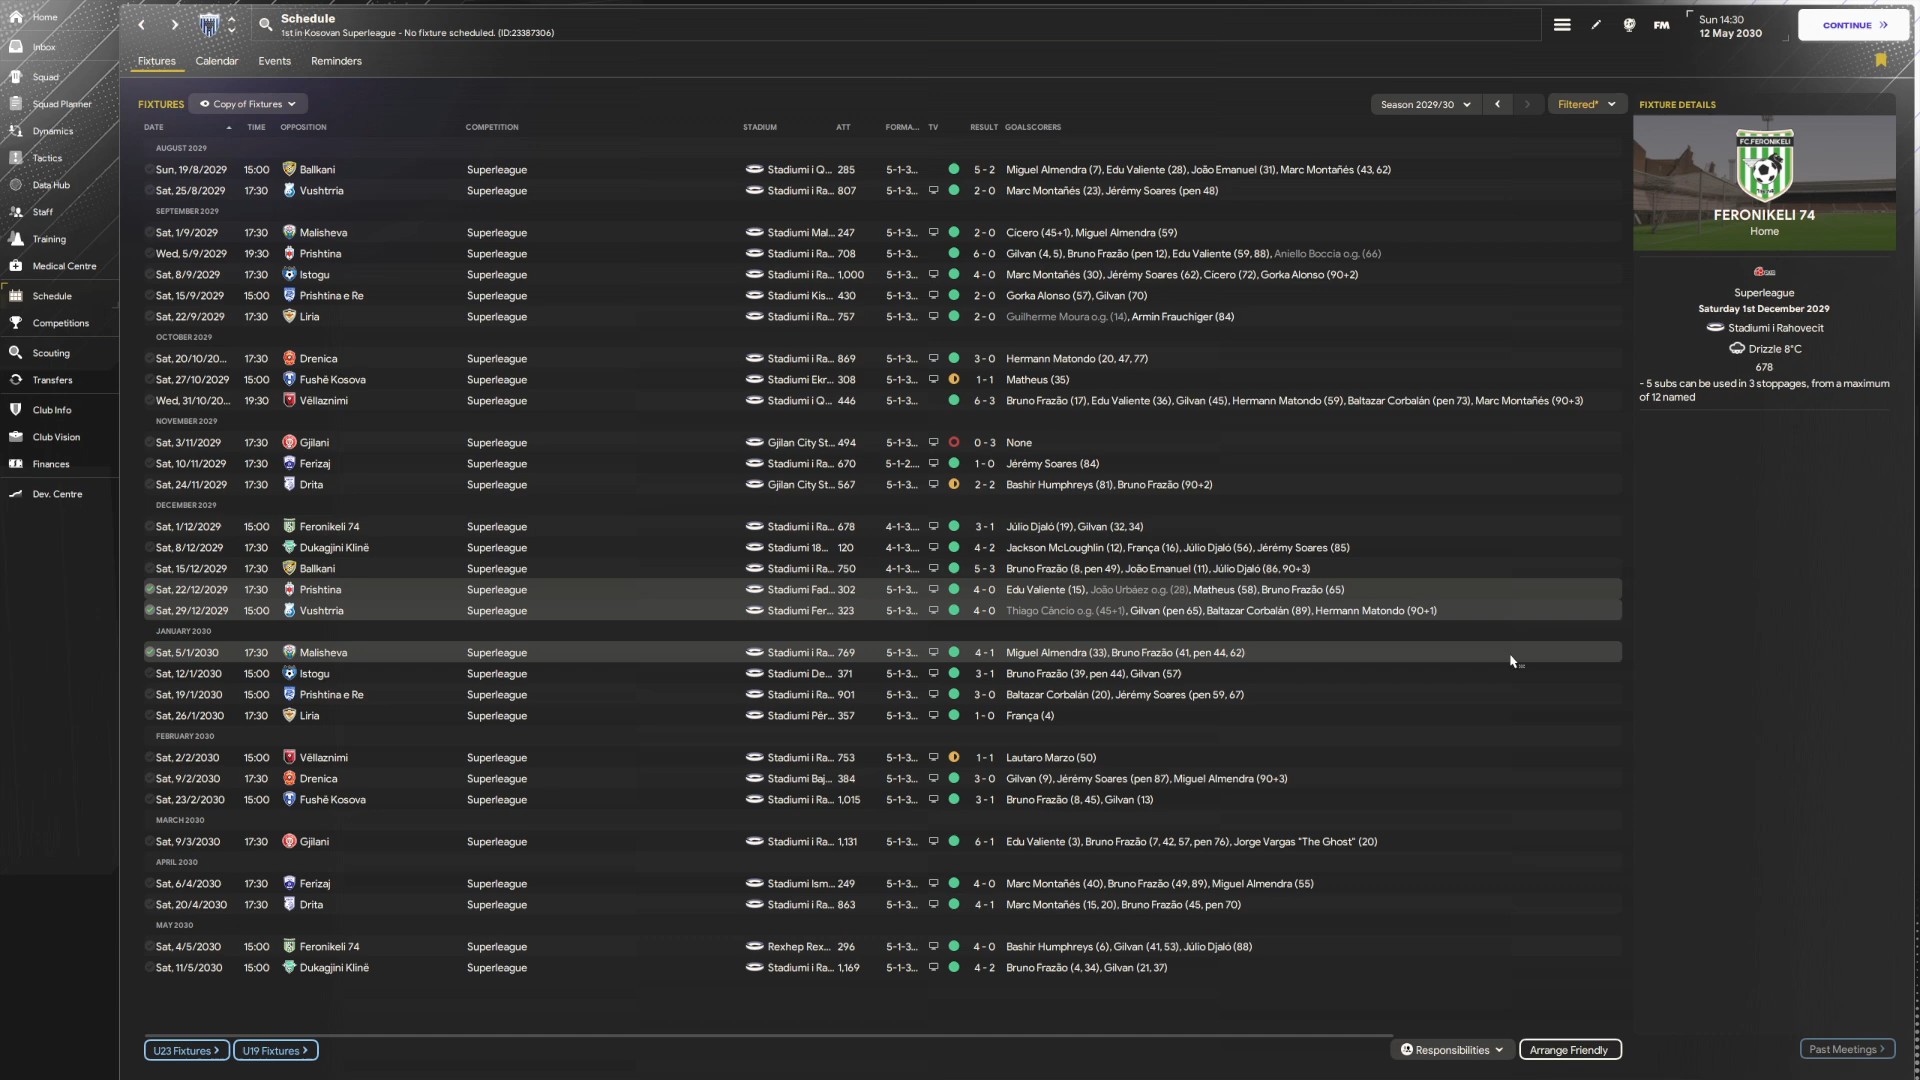 Home
Inbox
Squad
Squad Planner
Dynamics
Tactics
Data Hub
Staff
Training
Medical Centre
Schedule
Competitions
Scouting
Transfers
Club Info
Club Vision
Finances
Dev. Centre
Schedule
1st in Kosovan Superleague - No fixture scheduled. (ID:23387306)
FM
Sun 14:30
12 May 2030
CONTINUE
Fixtures Calendar Events Reminders
FIXTURES Copy of Fixtures Season 2029/30 Filtered*
DATE TIME OPPOSITION COMPETITION STADIUM ATT FORMA... TV RESULT GOALSCORERS
AUGUST 2029
Sun, 19/8/2029 15:00 Ballkani Superleague Stadiumi i Q... 285 5-1-3... 5 - 2 Miguel Almendra (7), Edu Valiente (28), João Emanuel (31), Marc Montañés (43, 62)
Sat, 25/8/2029 17:30 Vushtrria Superleague Stadiumi i Ra... 807 5-1-3... 2 - 0 Marc Montañés (23), Jérémy Soares (pen 48)
SEPTEMBER 2029
Sat, 1/9/2029 17:30 Malisheva Superleague Stadiumi Mal... 247 5-1-3... 2 - 0 Cícero (45+1), Miguel Almendra (59)
Wed, 5/9/2029 19:30 Prishtina Superleague Stadiumi i Ra... 708 5-1-3... 6 - 0 Gilvan (4, 5), Bruno Frazão (pen 12), Edu Valiente (59, 88), Aniello Boccia o.g. (66)
Sat, 8/9/2029 17:30 Istogu Superleague Stadiumi i Ra... 1,000 5-1-3... 4 - 0 Marc Montañés (30), Jérémy Soares (62), Cícero (72), Gorka Alonso (90+2)
Sat, 15/9/2029 15:00 Prishtina e Re Superleague Stadiumi Kis... 430 5-1-3... 2 - 0 Gorka Alonso (57), Gilvan (70)
Sat, 22/9/2029 17:30 Liria Superleague Stadiumi i Ra... 757 5-1-3... 2 - 0 Guilherme Moura o.g. (14), Armin Frauchiger (84)
OCTOBER 2029
Sat, 20/10/20... 17:30 Drenica Superleague Stadiumi i Ra... 869 5-1-3... 3 - 0 Hermann Matondo (20, 47, 77)
Sat, 27/10/2029 15:00 Fushë Kosova Superleague Stadiumi Ekr... 308 5-1-3... 1 - 1 Matheus (35)
Wed, 31/10/20... 19:30 Vëllaznimi Superleague Stadiumi i Q... 446 5-1-3... 6 - 3 Bruno Frazão (17), Edu Valiente (36), Gilvan (45), Hermann Matondo (59), Baltazar Corbalán (pen 73), Marc Montañés (90+3)
NOVEMBER 2029
Sat, 3/11/2029 17:30 Gjilani Superleague Gjilan City St... 494 5-1-3... 0 - 3 None
Sat, 10/11/2029 17:30 Ferizaj Superleague Stadiumi i Ra... 670 5-1-2... 1 - 0 Jérémy Soares (84)
Sat, 24/11/2029 17:30 Drita Superleague Gjilan City St... 567 5-1-3... 2 - 2 Bashir Humphreys (81), Bruno Frazão (90+2)
DECEMBER 2029
Sat, 1/12/2029 15:00 Feronikeli 74 Superleague Stadiumi i Ra... 678 4-1-3... 3 - 1 Júlio Djaló (19), Gilvan (32, 34)
Sat, 8/12/2029 17:30 Dukagjini Klinë Superleague Stadiumi 18... 120 4-1-3... 4 - 2 Jackson McLoughlin (12), França (16), Júlio Djaló (56), Jérémy Soares (85)
Sat, 15/12/2029 17:30 Ballkani Superleague Stadiumi i Ra... 750 4-1-3... 5 - 3 Bruno Frazão (8, pen 49), João Emanuel (11), Júlio Djaló (86, 90+3)
Sat, 22/12/2029 17:30 Prishtina Superleague Stadiumi Fad... 302 5-1-3... 4 - 0 Edu Valiente (15), João Urbáez o.g. (28), Matheus (58), Bruno Frazão (65)
Sat, 29/12/2029 15:00 Vushtrria Superleague Stadiumi Fer... 323 5-1-3... 4 - 0 Thiago Câncio o.g. (45+1), Gilvan (pen 65), Baltazar Corbalán (89), Hermann Matondo (90+1)
JANUARY 2030
Sat, 5/1/2030 17:30 Malisheva Superleague Stadiumi i Ra... 769 5-1-3... 4 - 1 Miguel Almendra (33), Bruno Frazão (41, pen 44, 62)
Sat, 12/1/2030 15:00 Istogu Superleague Stadiumi De... 371 5-1-3... 3 - 1 Bruno Frazão (39, pen 44), Gilvan (57)
Sat, 19/1/2030 15:00 Prishtina e Re Superleague Stadiumi i Ra... 901 5-1-3... 3 - 0 Baltazar Corbalán (20), Jérémy Soares (pen 59, 67)
Sat, 26/1/2030 17:30 Liria Superleague Stadiumi Për... 357 5-1-3... 1 - 0 França (4)
FEBRUARY 2030
Sat, 2/2/2030 15:00 Vëllaznimi Superleague Stadiumi i Ra... 753 5-1-3... 1 - 1 Lautaro Marzo (50)
Sat, 9/2/2030 17:30 Drenica Superleague Stadiumi Baj... 384 5-1-3... 3 - 0 Gilvan (9), Jérémy Soares (pen 87), Miguel Almendra (90+3)
Sat, 23/2/2030 15:00 Fushë Kosova Superleague Stadiumi i Ra... 1,015 5-1-3... 3 - 1 Bruno Frazão (8, 45), Gilvan (13)
MARCH 2030
Sat, 9/3/2030 17:30 Gjilani Superleague Stadiumi i Ra... 1,131 5-1-3... 6 - 1 Edu Valiente (3), Bruno Frazão (7, 42, 57, pen 76), Jorge Vargas "The Ghost" (20)
APRIL 2030
Sat, 6/4/2030 17:30 Ferizaj Superleague Stadiumi Ism... 249 5-1-3... 4 - 0 Marc Montañés (40), Bruno Frazão (49, 89), Miguel Almendra (55)
Sat, 20/4/2030 17:30 Drita Superleague Stadiumi i Ra... 863 5-1-3... 4 - 1 Marc Montañés (15, 20), Bruno Frazão (45, pen 70)
MAY 2030
Sat, 4/5/2030 15:00 Feronikeli 74 Superleague Rexhep Rex... 296 5-1-3... 4 - 0 Bashir Humphreys (6), Gilvan (41, 53), Júlio Djaló (88)
Sat, 11/5/2030 15:00 Dukagjini Klinë Superleague Stadiumi i Ra... 1,169 5-1-3... 4 - 2 Bruno Frazão (4, 34), Gilvan (21, 37)
U23 Fixtures U19 Fixtures Responsibilities Arrange Friendly
FIXTURE DETAILS
FC.FERONIKELI
FERONIKELI 74
Home
Superleague
Saturday 1st December 2029
Stadiumi i Rahovecit
Drizzle 8°C
678
- 5 subs can be used in 3 stoppages, from a maximum
of 12 named
Past Meetings